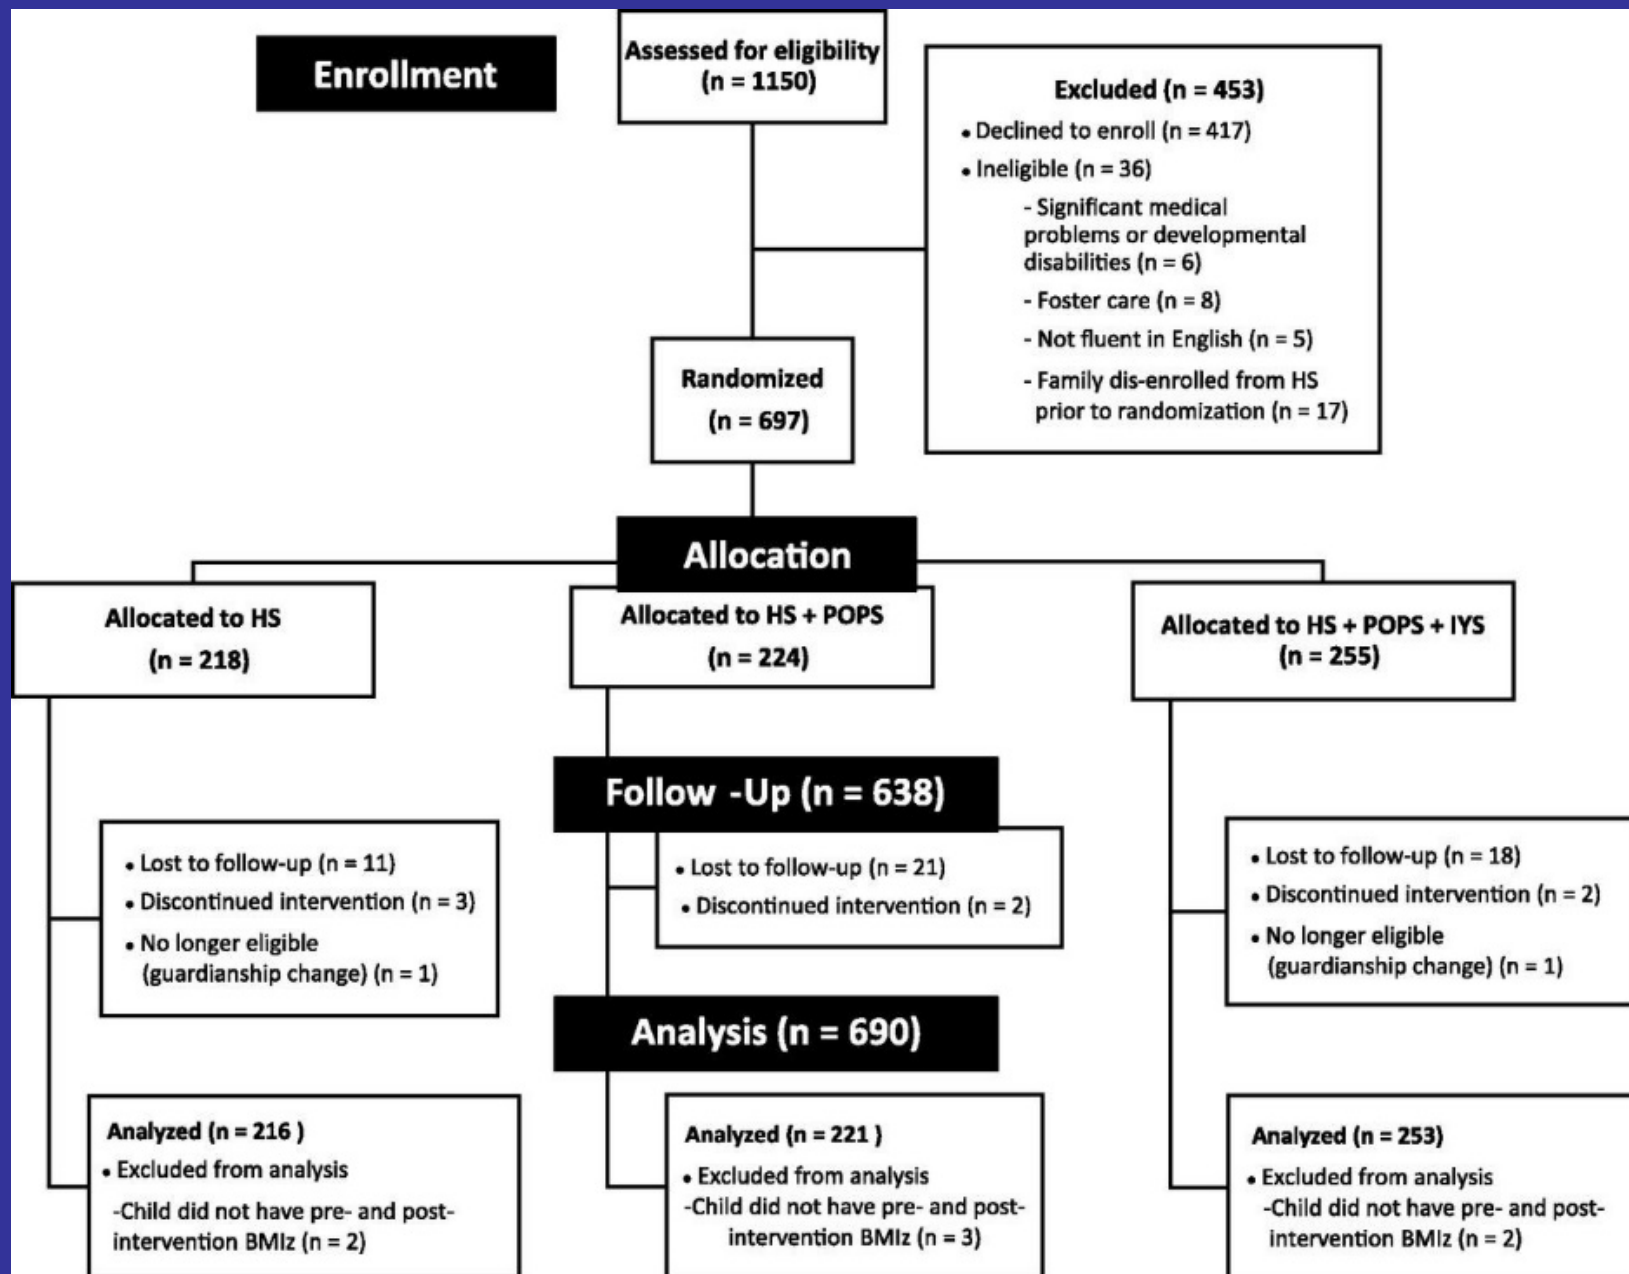 Enrollment
Assessed for eligibility
(n = 1150)
Excluded (n = 453)
• Declined to enroll (n = 417)
• Ineligible (n = 36)
- Significant medical
problems or developmental
disabilities (n = 6)
- Foster care (n = 8)
- Not fluent in English (n = 5)
- Family dis-enrolled from HS
prior to randomization (n = 17)
Randomized
(n = 697)
Allocation
Allocated to HS
(n = 218)
Allocated to HS + POPS
(n = 224)
Allocated to HS + POPS + IYS
(n = 255)
Follow -Up (n = 638)
• Lost to follow-up (n = 11)
• Discontinued intervention (n = 3)
• No longer eligible
(guardianship change) (n = 1)
• Lost to follow-up (n = 21)
• Discontinued intervention (n = 2)
• Lost to follow-up (n = 18)
• Discontinued intervention (n = 2)
• No longer eligible
(guardianship change) (n = 1)
Analysis (n = 690)
Analyzed (n = 216 )
• Excluded from analysis
-Child did not have pre- and post-
intervention BMIz (n = 2)
Analyzed (n = 221 )
• Excluded from analysis
-Child did not have pre- and post-
intervention BMIz (n = 3)
Analyzed (n = 253)
• Excluded from analysis
-Child did not have pre- and post-
intervention BMIz (n = 2)